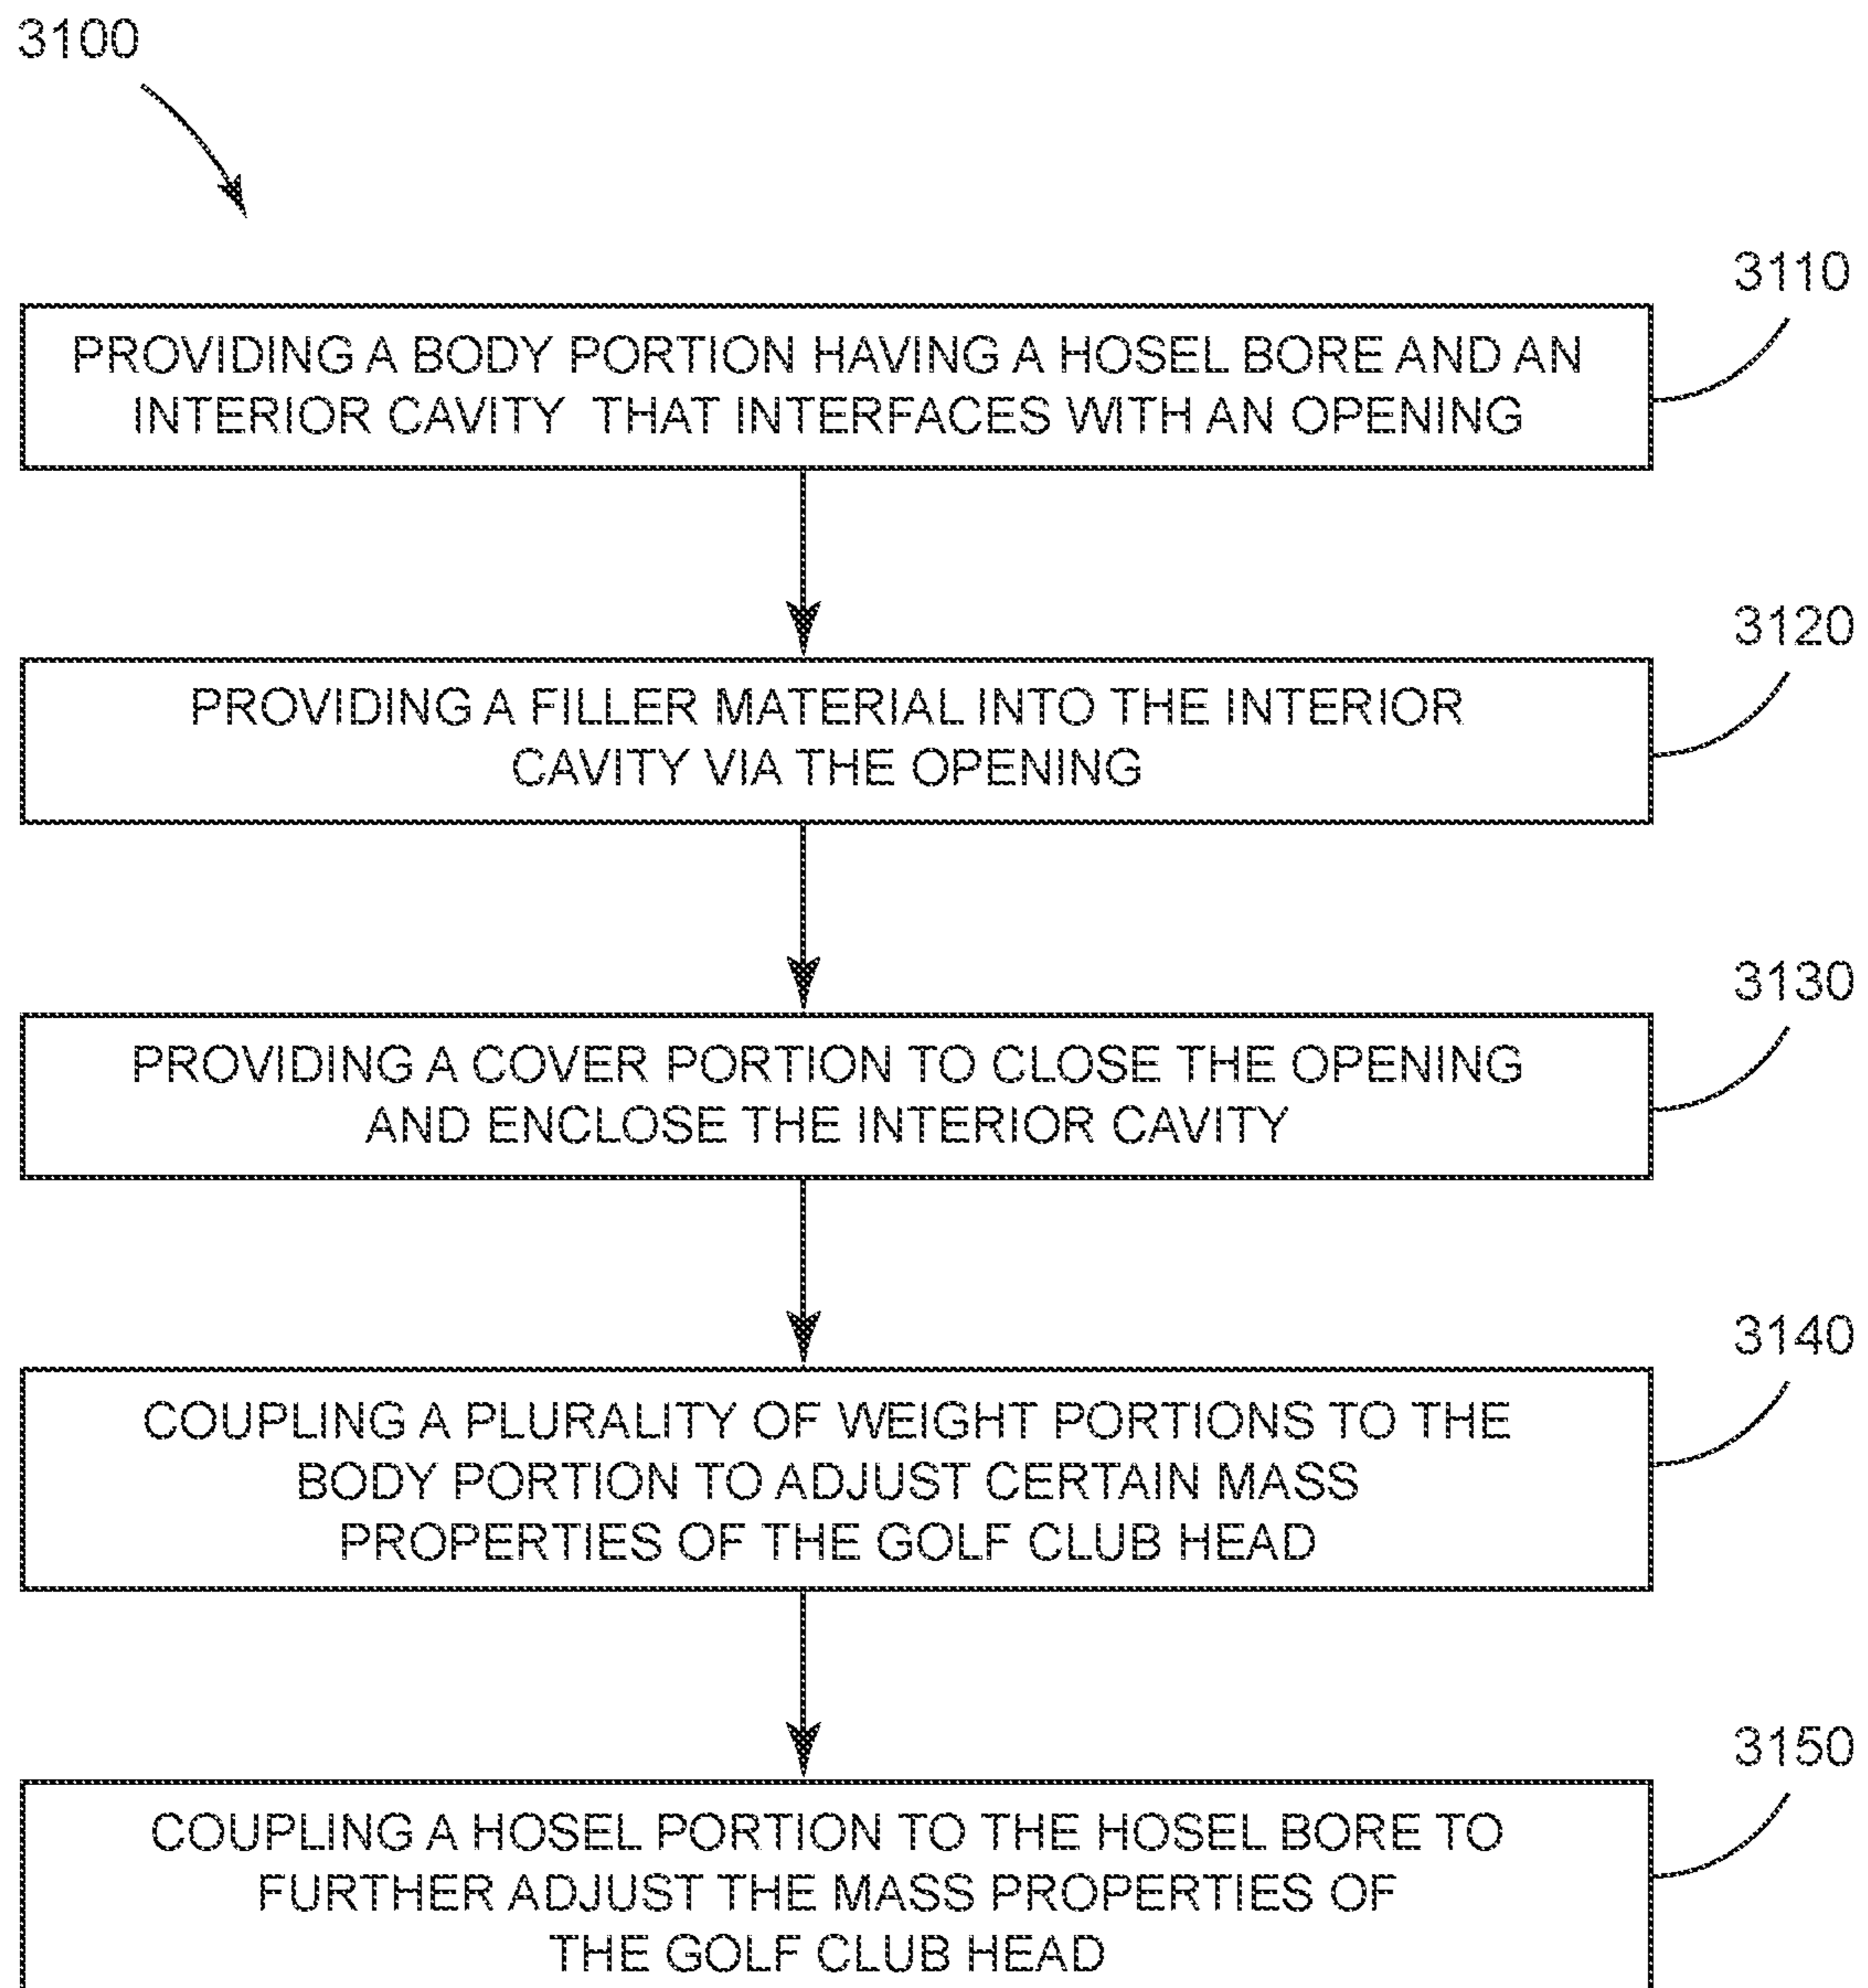 3100
3110
PROVIDING A BODY PORTION HAVING A HOSEL BORE AND AN
INTERIOR CAVITY THAT INTERFACES WITH AN OPENING
3120
PROVIDING A FILLER MATERIAL INTO THE INTERIOR
CAVITY VIA THE OPENING
3130
PROVIDING A COVER PORTION TO CLOSE THE OPENING
AND ENCLOSE THE INTERIOR CAVITY
3140
COUPLING A PLURALITY OF WEIGHT PORTIONS TO THE
BODY PORTION TO ADJUST CERTAIN MASS
PROPERTIES OF THE GOLF CLUB HEAD
3150
COUPLING A HOSEL PORTION TO THE HOSEL BORE TO
FURTHER ADJUST THE MASS PROPERTIES OF
THE GOLF CLUB HEAD